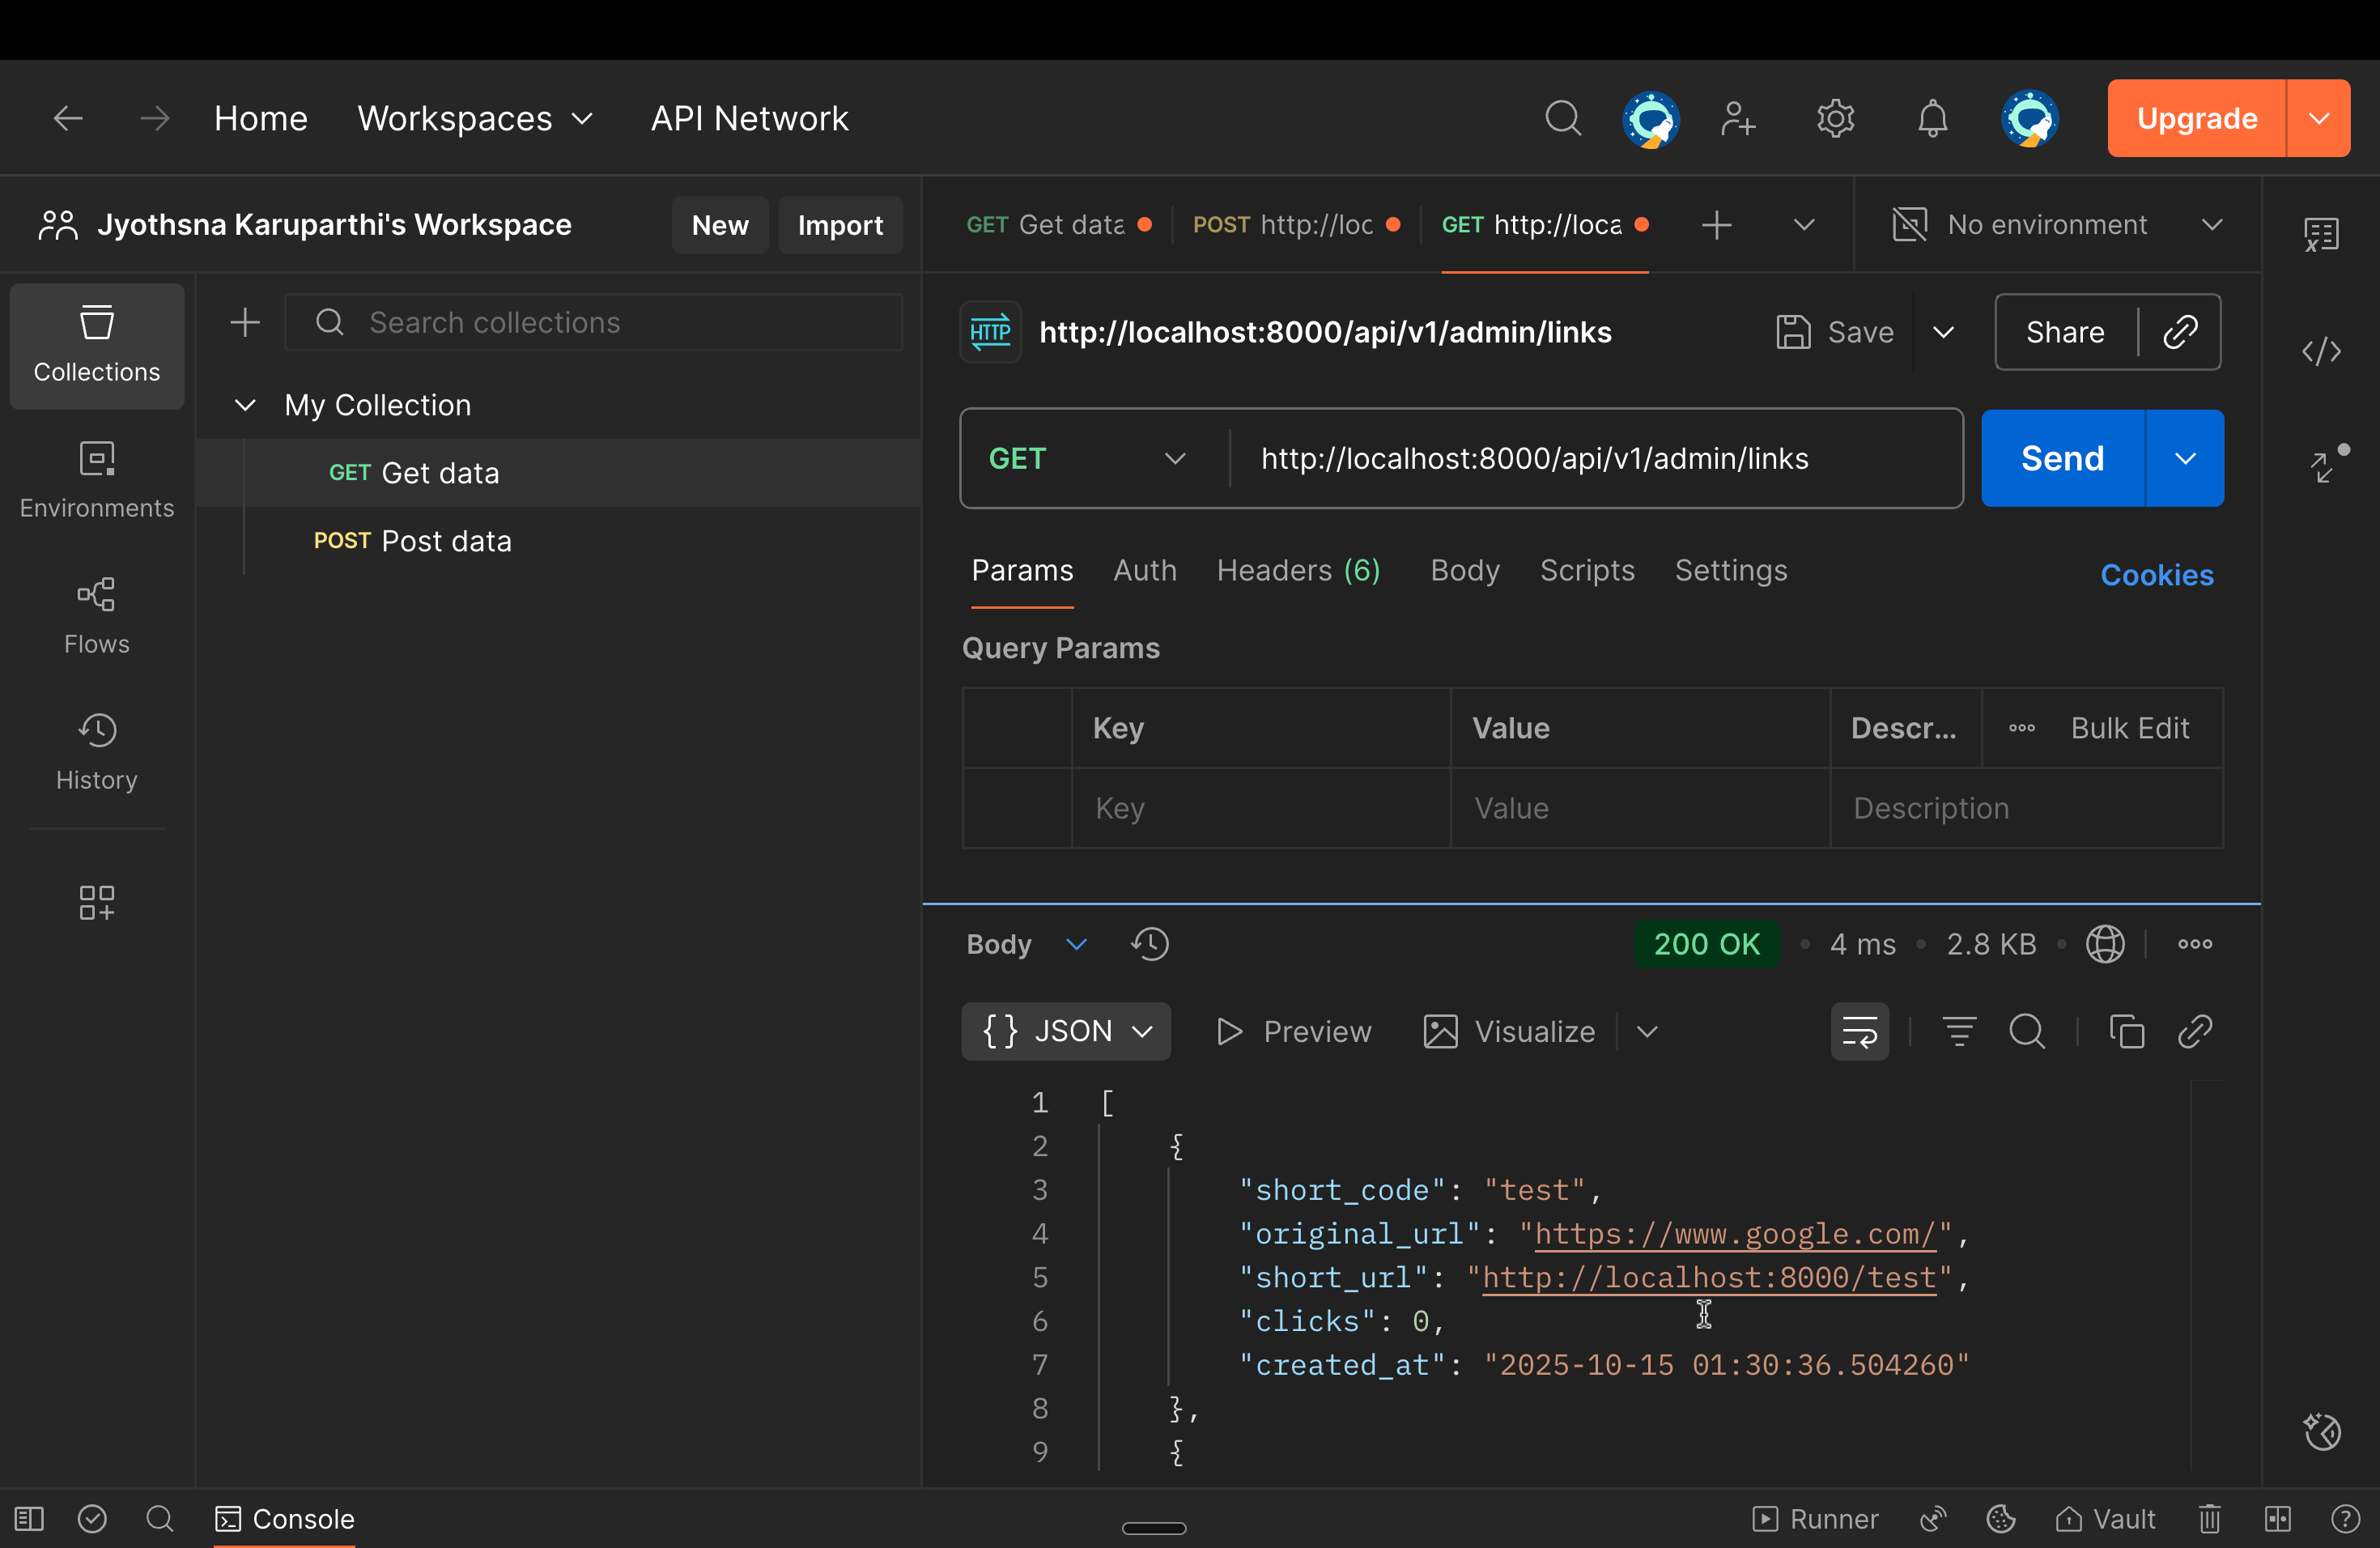 Home Workspaces API Network Upgrade
Jyothsna Karuparthi's Workspace New Import
GET Get data POST http://loc GET http://loca No environment
Collections
Environments
Flows
History
Search collections
My Collection
GET Get data
POST Post data
HTTP http://localhost:8000/api/v1/admin/links Save Share
GET http://localhost:8000/api/v1/admin/links Send
Params Auth Headers (6) Body Scripts Settings Cookies
Query Params
Key Value Descr... Bulk Edit
Key Value Description
Body 200 OK 4 ms 2.8 KB
{} JSON Preview Visualize
1 [
2 {
3 "short_code": "test",
4 "original_url": "https://www.google.com/",
5 "short_url": "http://localhost:8000/test",
6 "clicks": 0,
7 "created_at": "2025-10-15 01:30:36.504260"
8 },
9 {
Console Runner Vault